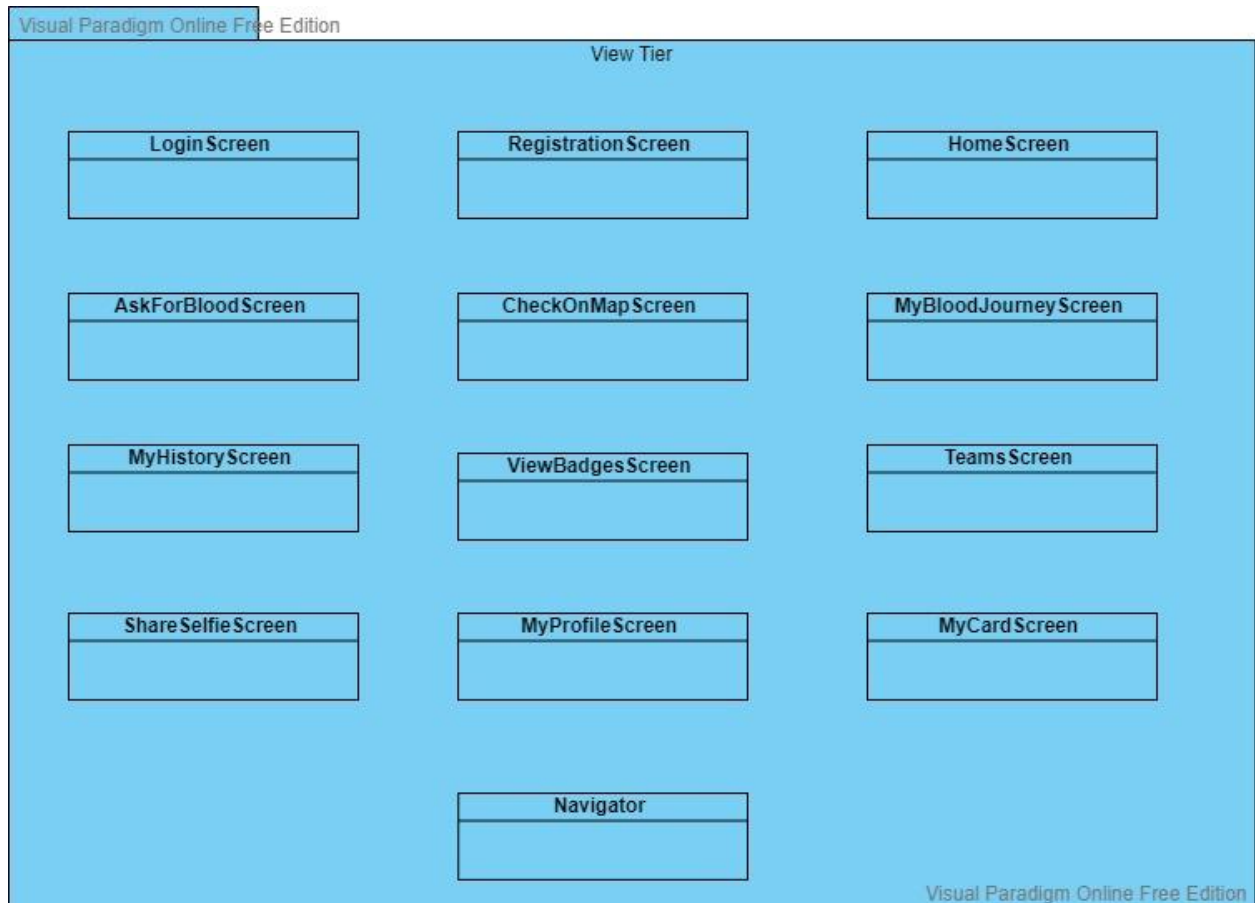 Visual Paradigm Online Free Edition
View Tier
LoginScreen
RegistrationScreen
HomeScreen
AskForBloodScreen
CheckOnMapScreen
MyBloodJourneyScreen
MyHistoryScreen
ViewBadgesScreen
TeamsScreen
ShareSelfieScreen
MyProfileScreen
MyCardScreen
Navigator
Visual Paradigm Online Free Edition